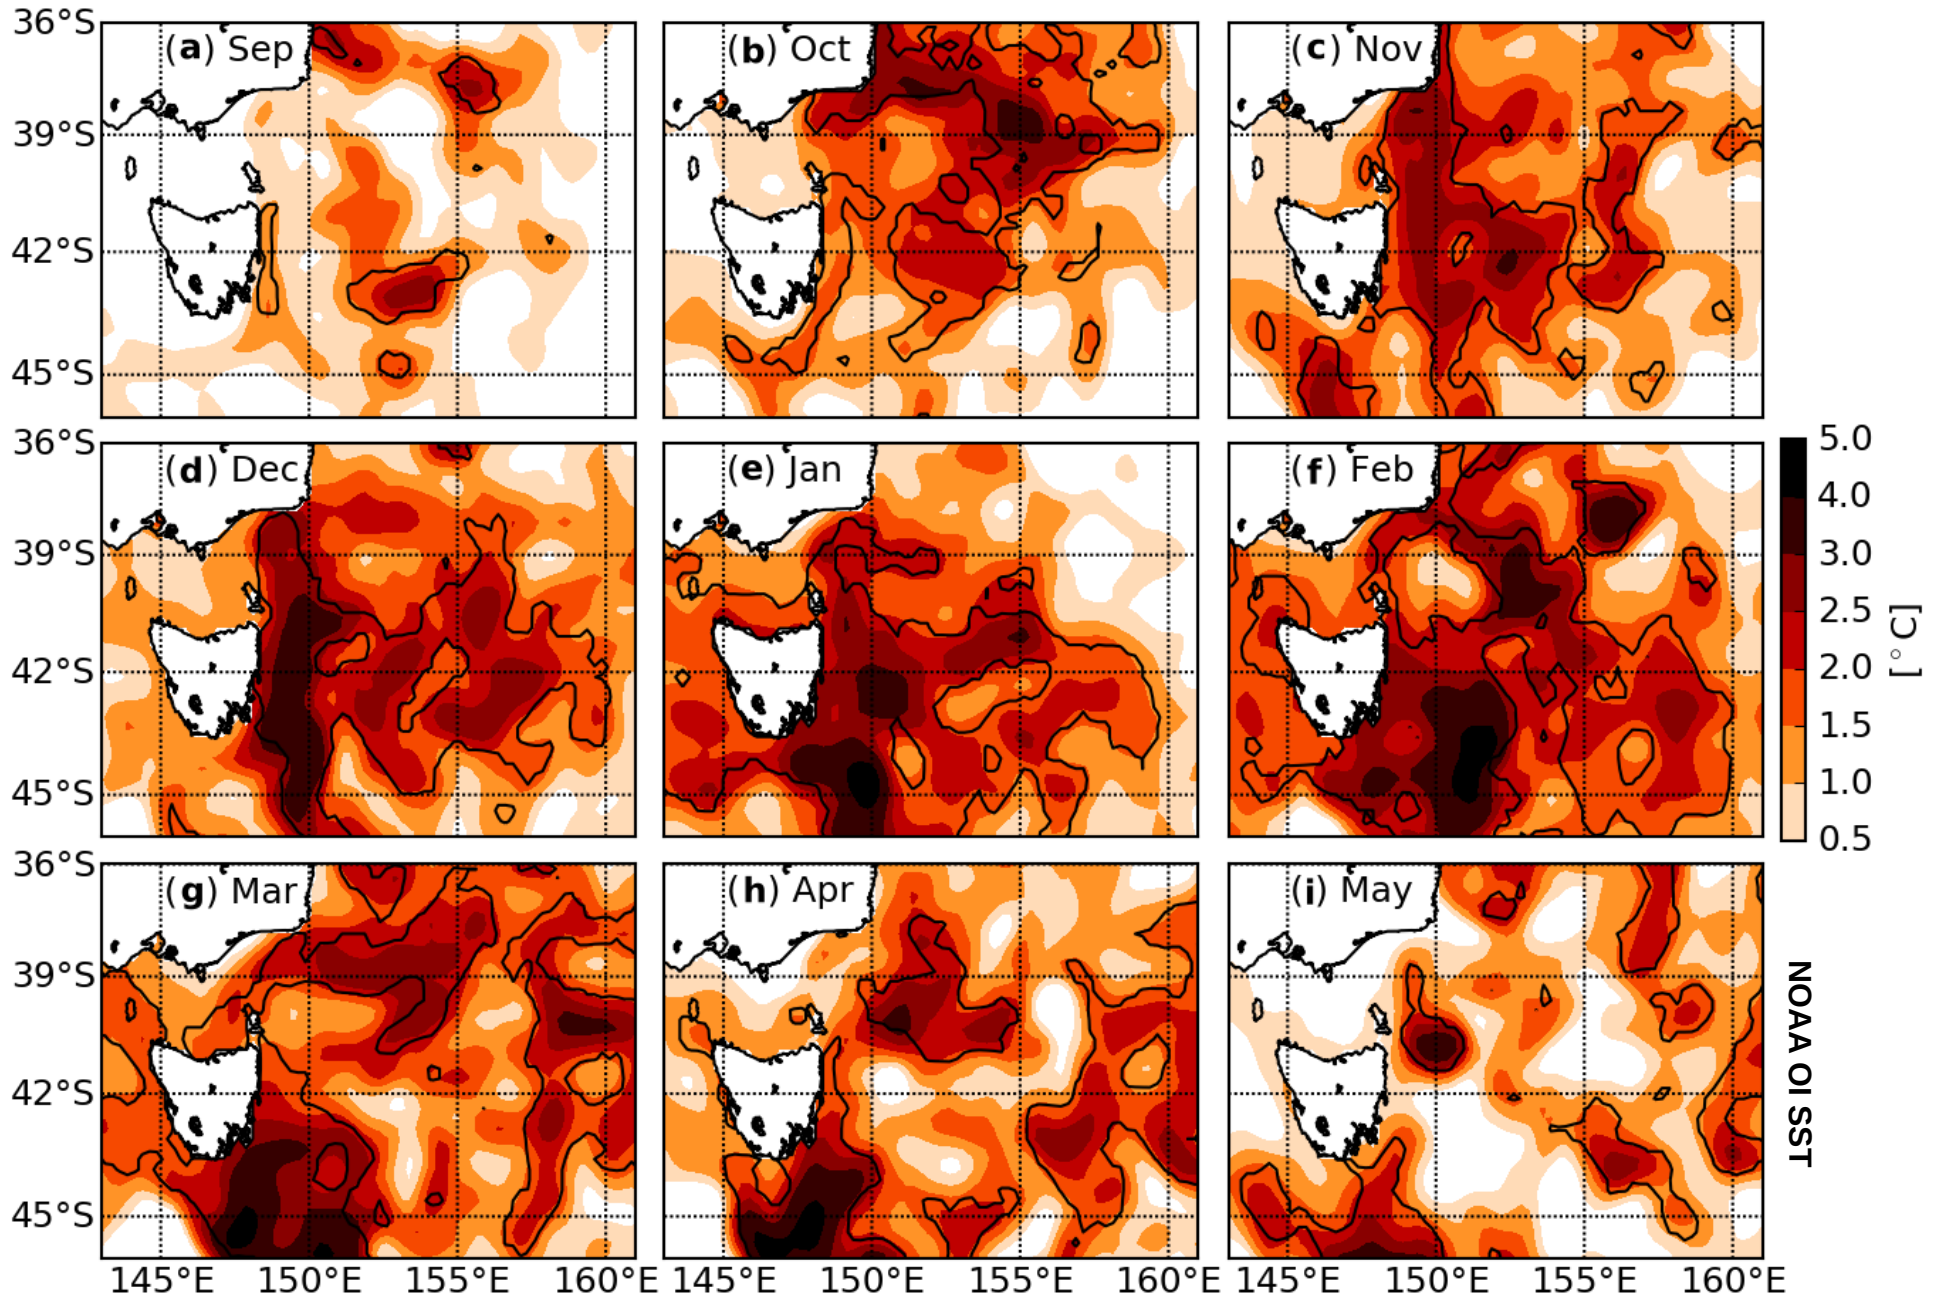 36°S
39°S
42°S
45°S
(a) Sep
(b) Oct
(c) Nov
36°S
39°S
42°S
45°S
(d) Dec
(e) Jan
(f) Feb
5.0
4.0
3.0
2.5
2.0
1.5
1.0
0.5
[°C]
36°S
39°S
42°S
45°S
(g) Mar
(h) Apr
(i) May
NOAA OI SST
145°E 150°E 155°E 160°E
145°E 150°E 155°E 160°E
145°E 150°E 155°E 160°E